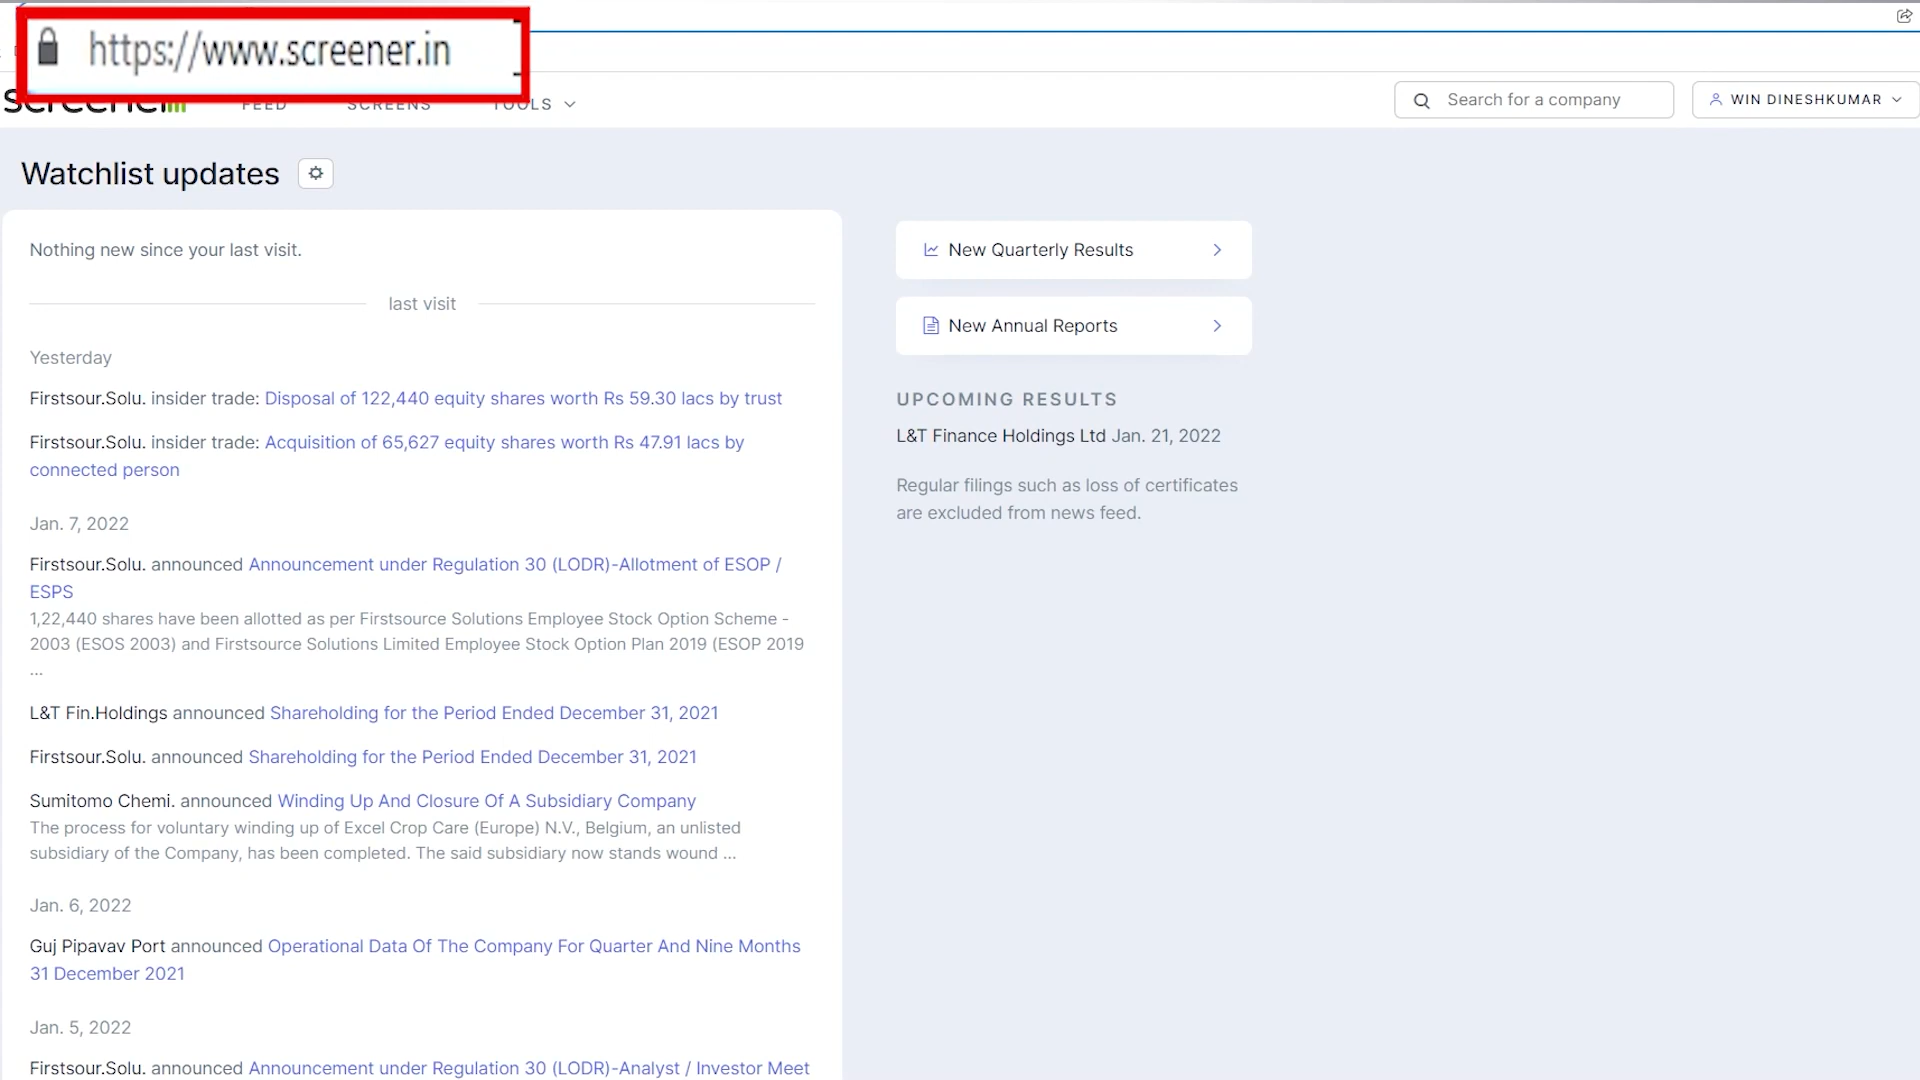 https://www.screener.in
screener
FEED
SCREENS
TOOLS
Search for a company
WIN DINESHKUMAR
Watchlist updates
Nothing new since your last visit.
last visit
Yesterday
Firstsour.Solu. insider trade: Disposal of 122,440 equity shares worth Rs 59.30 lacs by trust
Firstsour.Solu. insider trade: Acquisition of 65,627 equity shares worth Rs 47.91 lacs by
connected person
Jan. 7, 2022
Firstsour.Solu. announced Announcement under Regulation 30 (LODR)-Allotment of ESOP /
ESPS
1,22,440 shares have been allotted as per Firstsource Solutions Employee Stock Option Scheme -
2003 (ESOS 2003) and Firstsource Solutions Limited Employee Stock Option Plan 2019 (ESOP 2019
...
L&T Fin.Holdings announced Shareholding for the Period Ended December 31, 2021
Firstsour.Solu. announced Shareholding for the Period Ended December 31, 2021
Sumitomo Chemi. announced Winding Up And Closure Of A Subsidiary Company
The process for voluntary winding up of Excel Crop Care (Europe) N.V., Belgium, an unlisted
subsidiary of the Company, has been completed. The said subsidiary now stands wound ...
Jan. 6, 2022
Guj Pipavav Port announced Operational Data Of The Company For Quarter And Nine Months
31 December 2021
Jan. 5, 2022
Firstsour.Solu. announced Announcement under Regulation 30 (LODR)-Analyst / Investor Meet
New Quarterly Results
New Annual Reports
UPCOMING RESULTS
L&T Finance Holdings Ltd Jan. 21, 2022
Regular filings such as loss of certificates
are excluded from news feed.